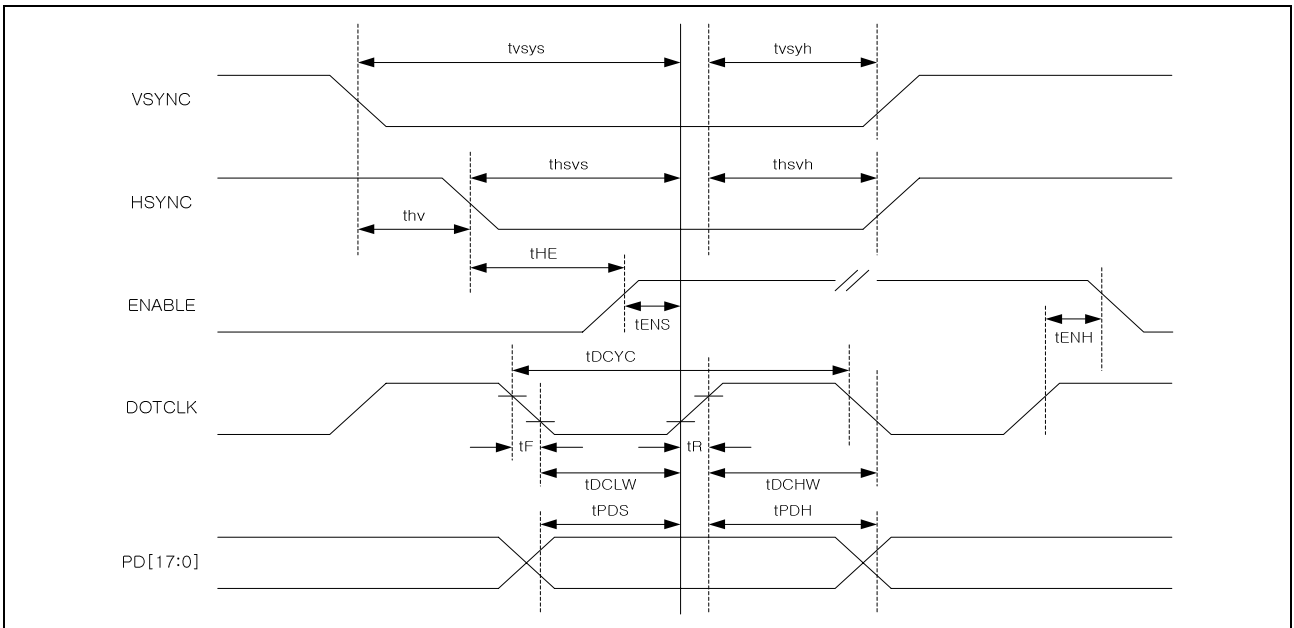 tvsys
tvsyh
VSYNC
thsvs
thsvh
HSYNC
thv
tHE
ENABLE
tENS
tENH
tDCYC
DOTCLK
tF
tR
tDCLW
tDCHW
tPDS
tPDH
PD[17:0]